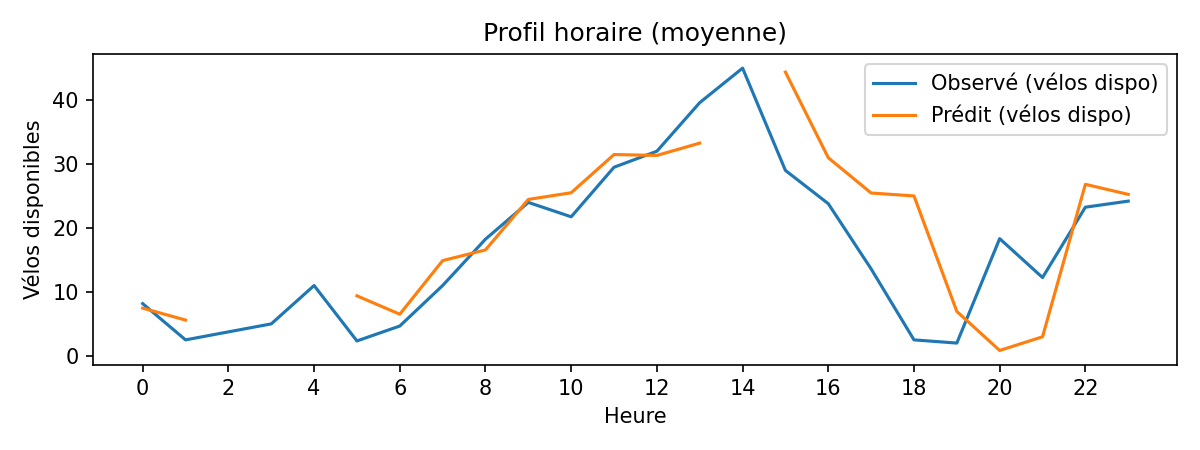 Profil horaire (moyenne)
Observé (vélos dispo)
Prédit (vélos dispo)
Vélos disponibles
40
30
20
10
0
0 2 4 6 8 10 12 14 16 18 20 22
Heure